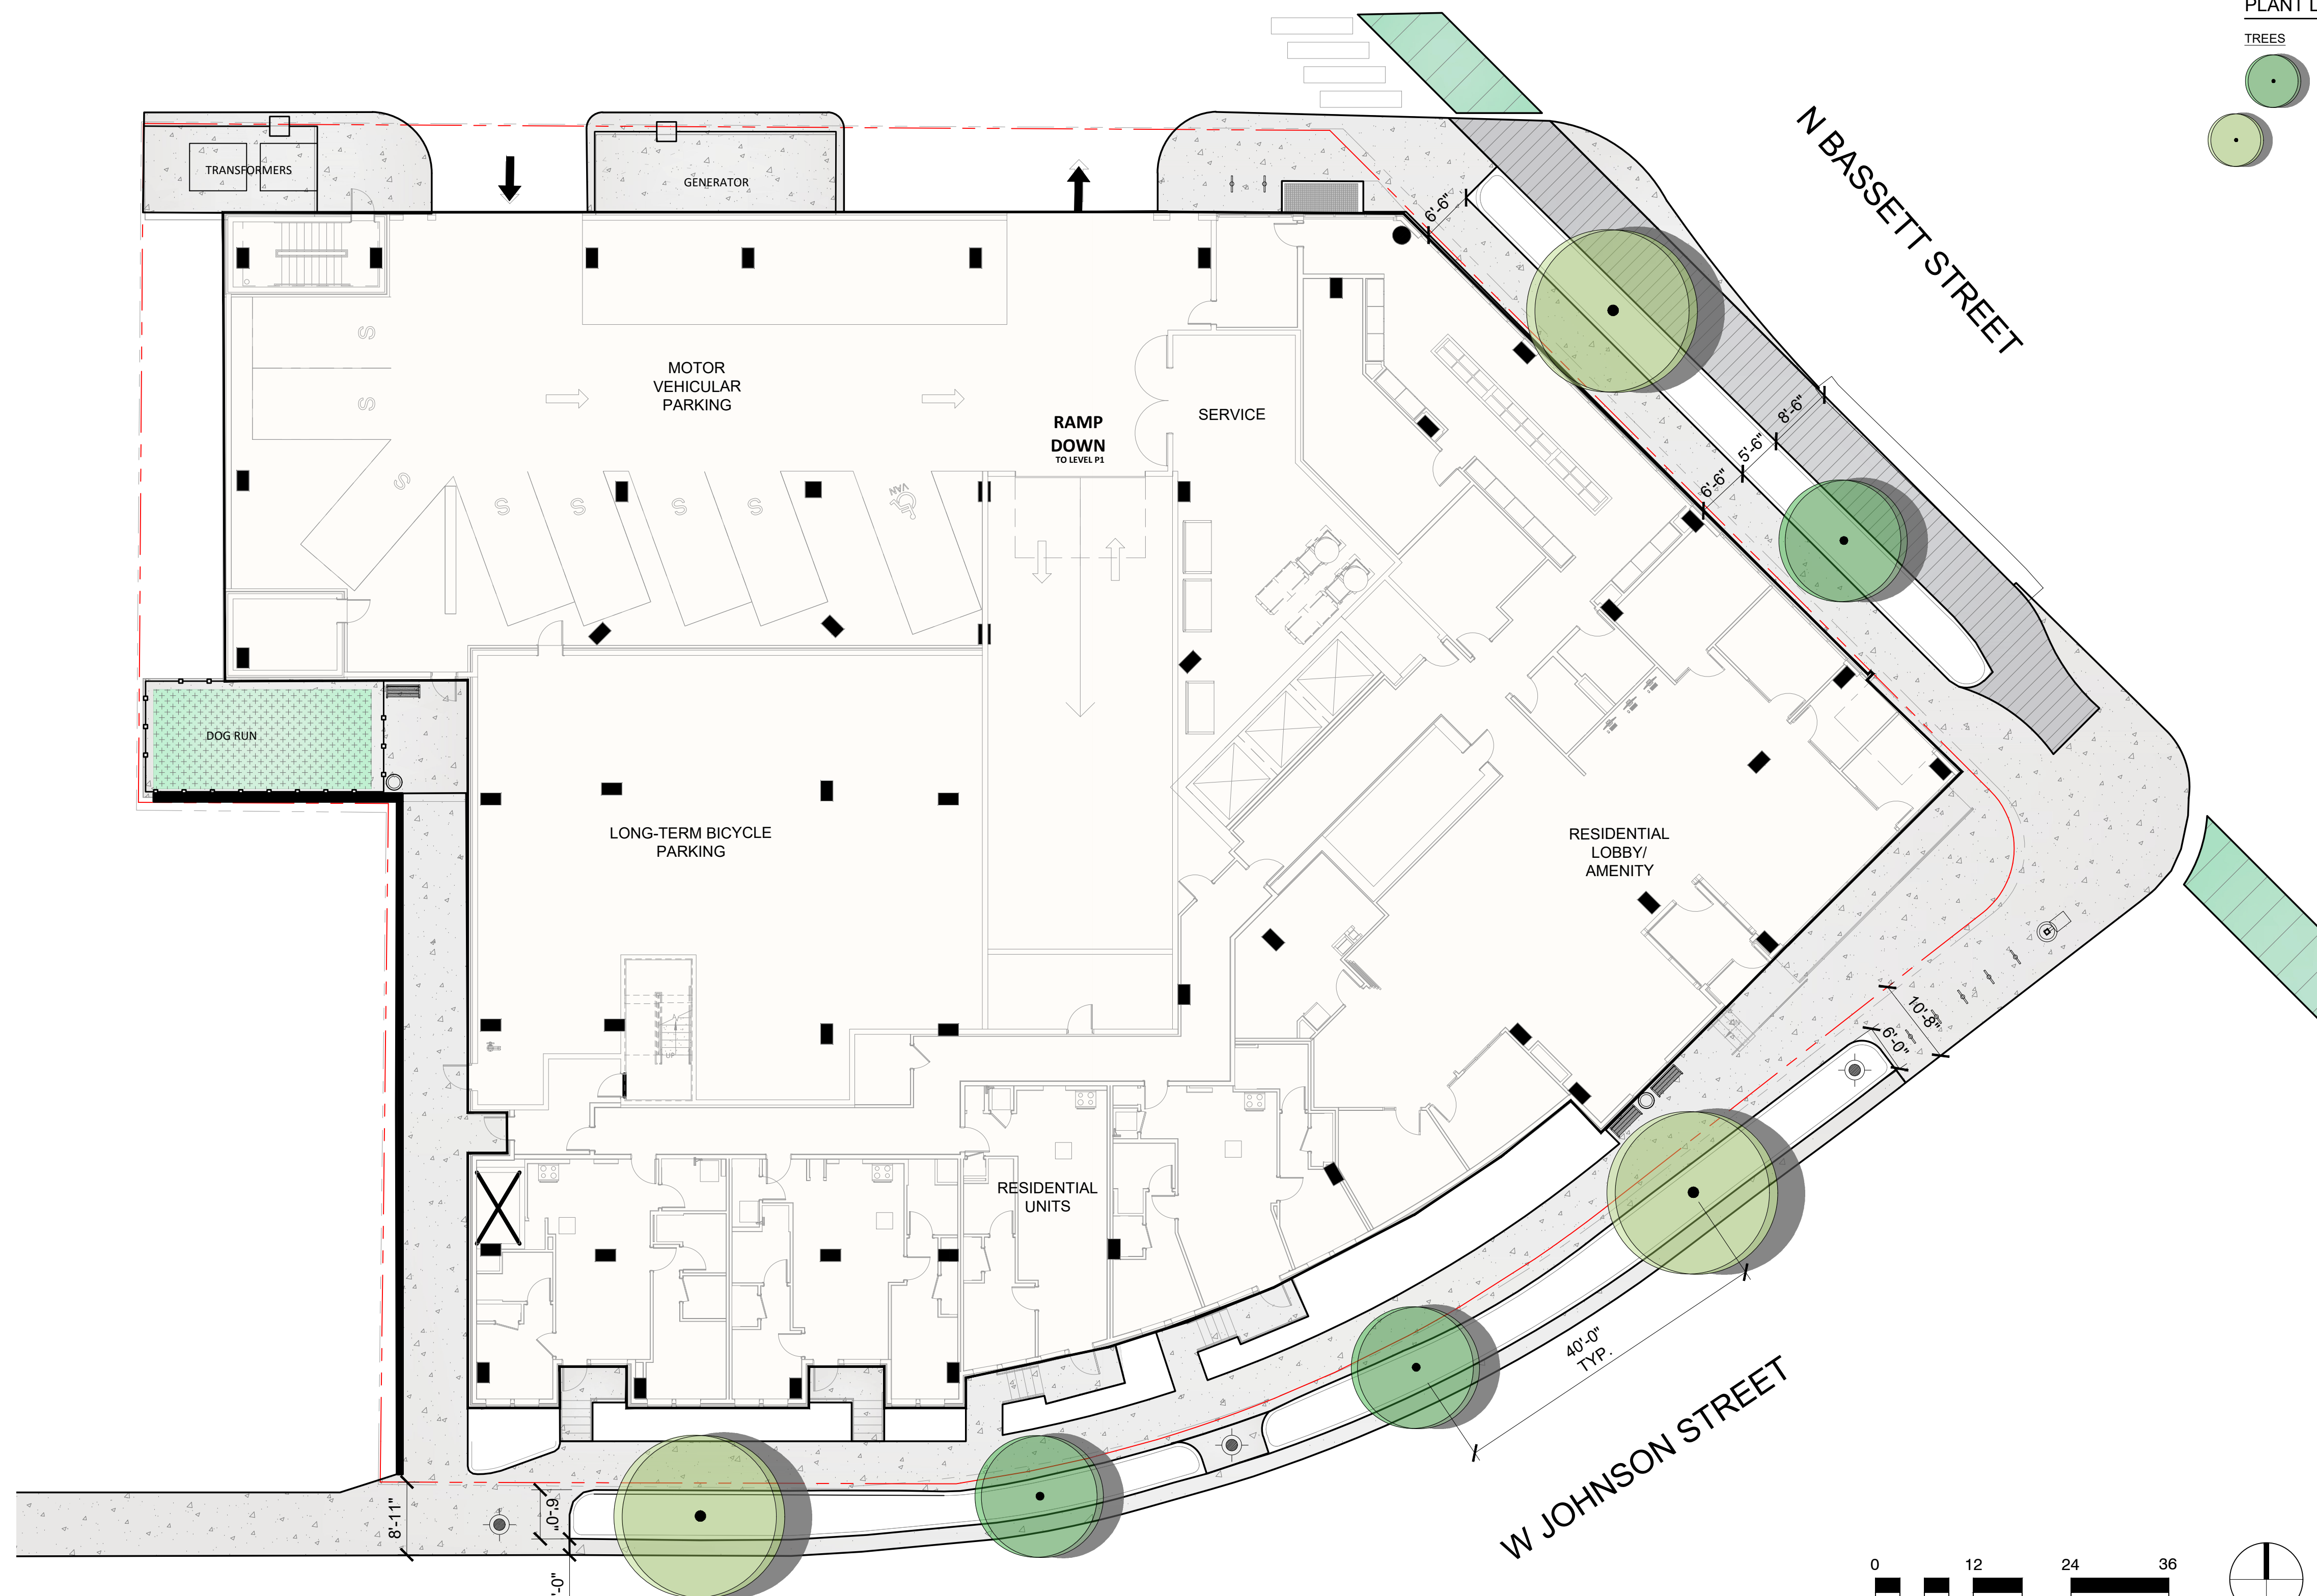 PLANT L
TREES
N BASSETT STREET
TRANSFORMERS
GENERATOR
6'-6"
MOTOR
VEHICULAR
PARKING
SERVICE
RAMP
DOWN
TO LEVEL P1
8'-6"
5'-6"
6'-6"
S
S
S
S
S
S
S
VAN
DOG RUN
LONG-TERM BICYCLE
PARKING
RESIDENTIAL
LOBBY/
AMENITY
UP
10'-8"
6'-0"
RESIDENTIAL
UNITS
40'-0"
TYP.
W JOHNSON STREET
8'-11"
6'-0"
'-0"
0 12 24 36